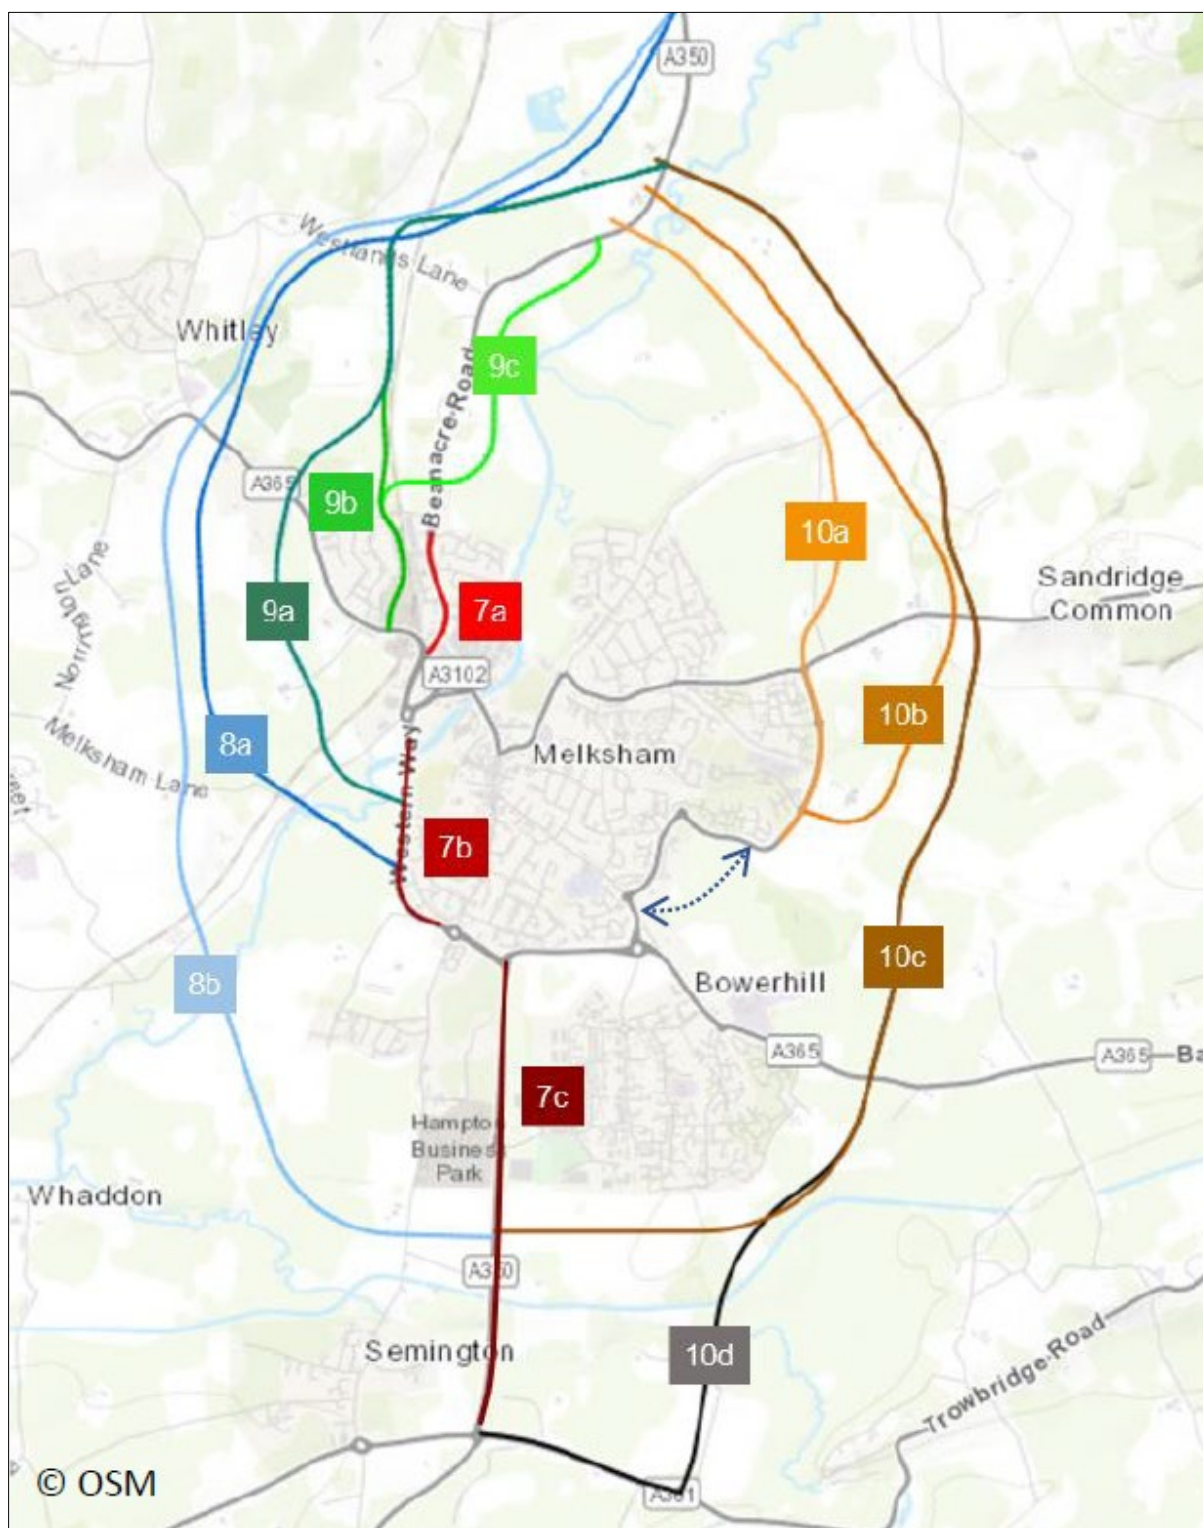 A350
Westlands Lane
Whitley
9c
Beanacre Road
A365
9b
10a
Sandridge
Common
Lane
Norrington
9a
7a
A3102
10b
8a
Melksham
Melksham Lane
Western Way
7b
10c
8b
Bowerhill
A365
A365
Ba
7c
Hampton
Business
Park
Whaddon
A350
Semington
10d
Trowbridge Road
A361
© OSM